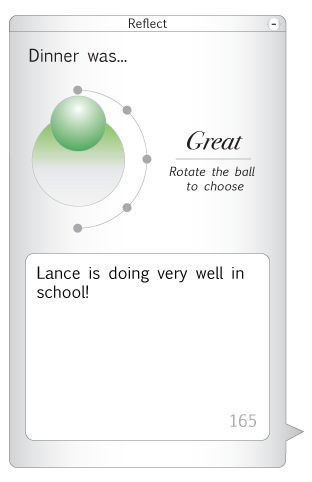 Reflect
-
Dinner was...
Great
Rotate the ball
to choose
Lance is doing very well in
school!
165